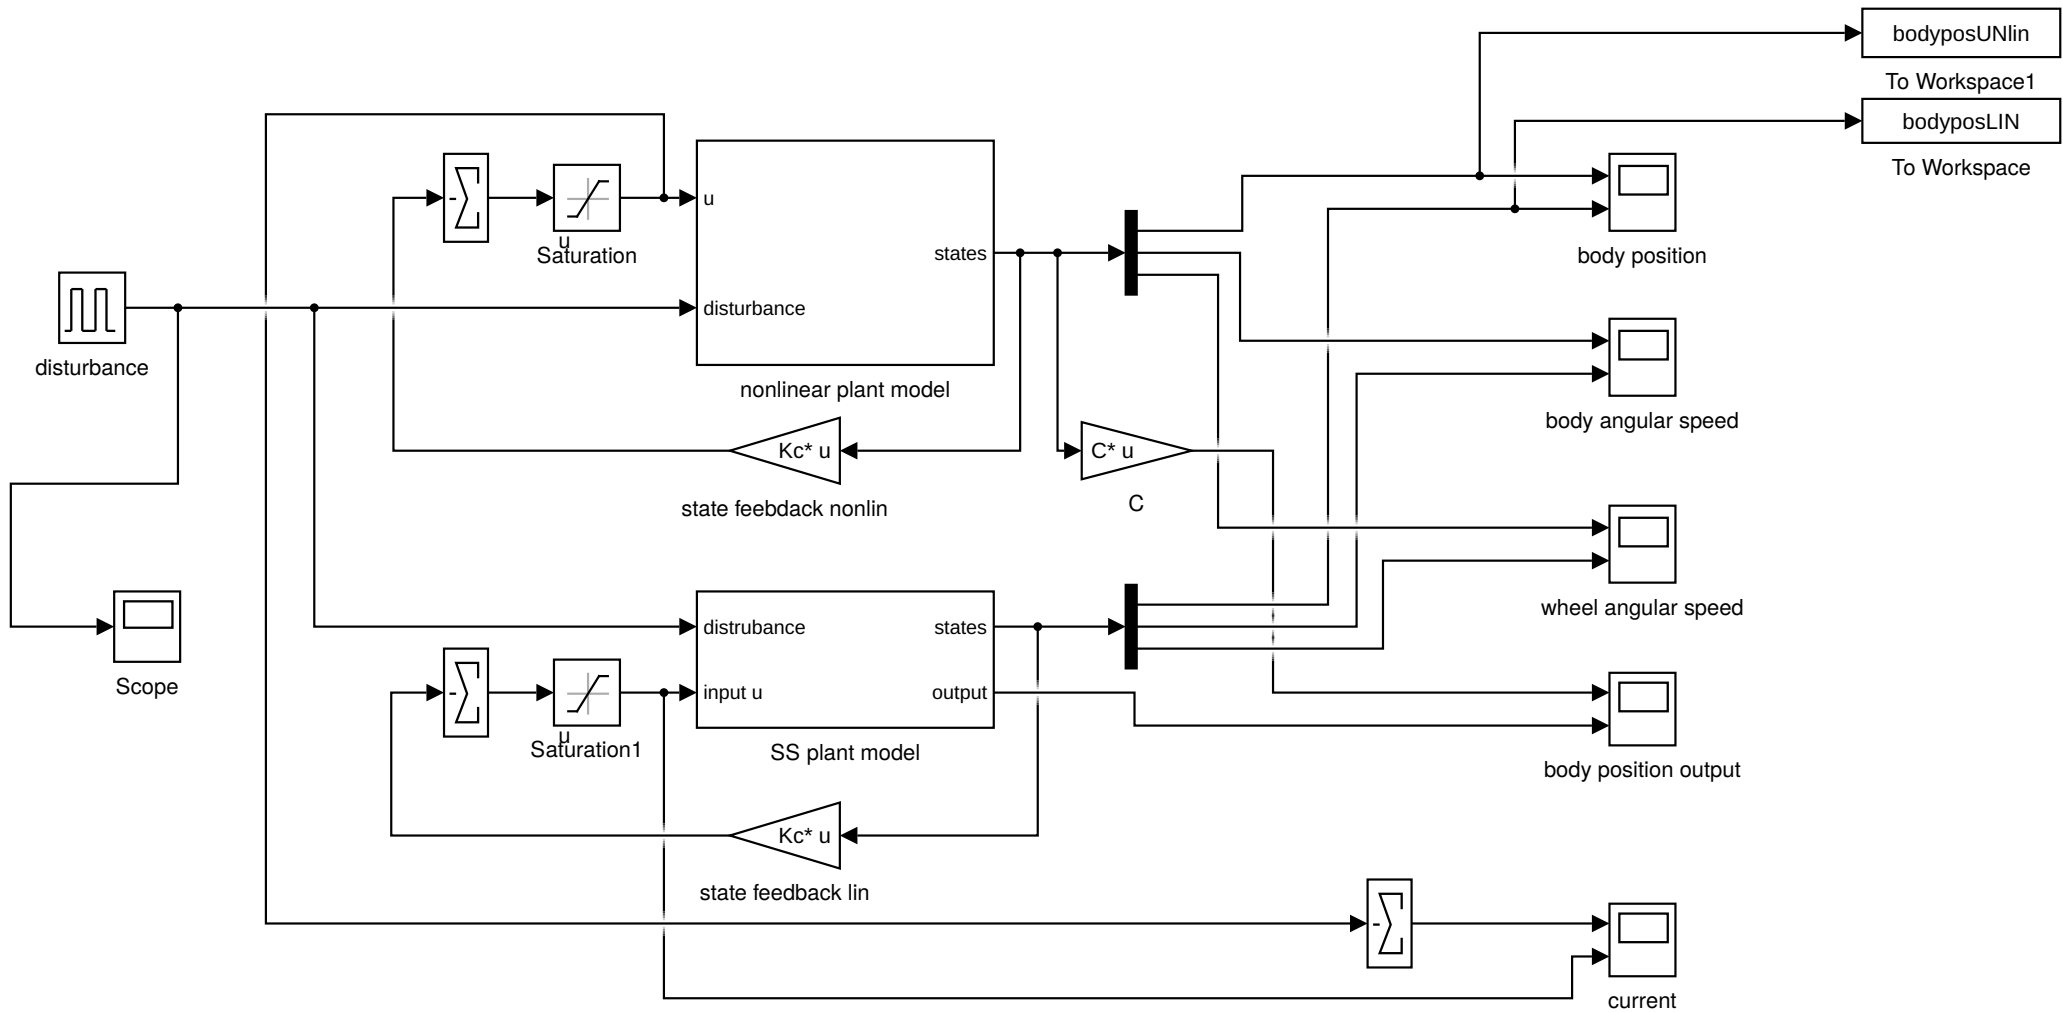 bodyposUNlin
To Workspace1
bodyposLIN
To Workspace
-
u
u
Saturation
body position
states
disturbance
disturbance
nonlinear plant model
body angular speed
Kc* u
C* u
state feebdack nonlin
C
wheel angular speed
distrubance
states
Scope
-
input u
output
u
Saturation1
SS plant model
body position output
Kc* u
state feedback lin
-
current